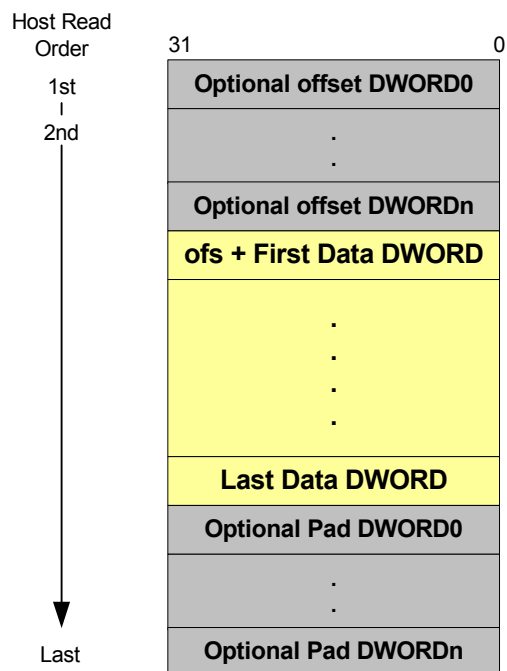 Host Read
Order
31
0
1st
Optional offset DWORD0
2nd
.
.
Optional offset DWORDn
ofs + First Data DWORD
.
.
.
.
Last Data DWORD
Optional Pad DWORD0
.
.
Last
Optional Pad DWORDn